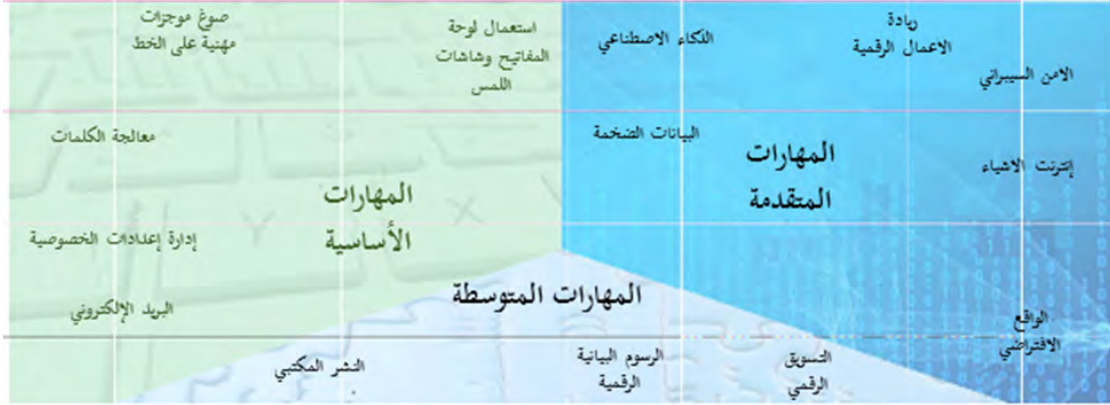 ريادة
الاعمال الرقمية
الذكاء الاصطناعي
الامن السيبراني
البيانات الضخمة
المهارات
المتقدمة
إنترنت الاشياء
الواقع
الافتراضي
استعمال لوحة
المفاتيح وشاشات
اللمس
صوغ موجزات
مهنية على الخط
معالجة الكلمات
المهارات
الأساسية
إدارة إعدادات الخصوصية
البريد الإلكتروني
المهارات المتوسطة
التسويق
الرقمي
الرسوم البيانية
الرقمية
النشر المكتبي